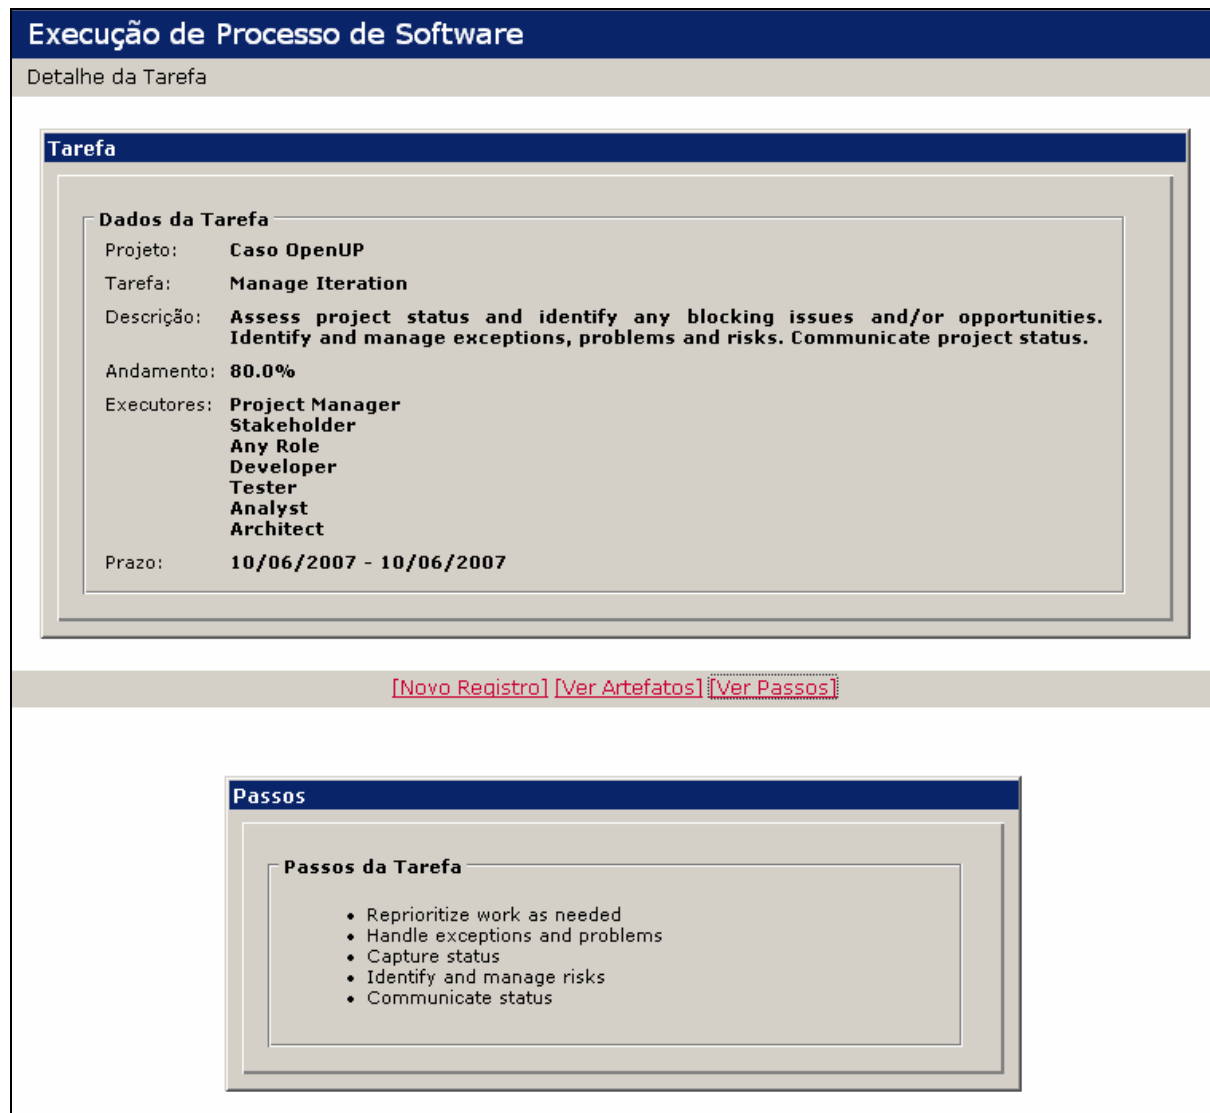 Execução de Processo de Software
Detalhe da Tarefa
Tarefa
Dados da Tarefa
Projeto: Caso OpenUP
Tarefa: Manage Iteration
Descrição: Assess project status and identify any blocking issues and/or opportunities.
Identify and manage exceptions, problems and risks. Communicate project status.
Andamento: 80.0%
Executores: Project Manager
Stakeholder
Any Role
Developer
Tester
Analyst
Architect
Prazo: 10/06/2007 - 10/06/2007
[Novo Registro] [Ver Artefatos] [Ver Passos]
Passos
Passos da Tarefa
• Reprioritize work as needed
• Handle exceptions and problems
• Capture status
• Identify and manage risks
• Communicate status